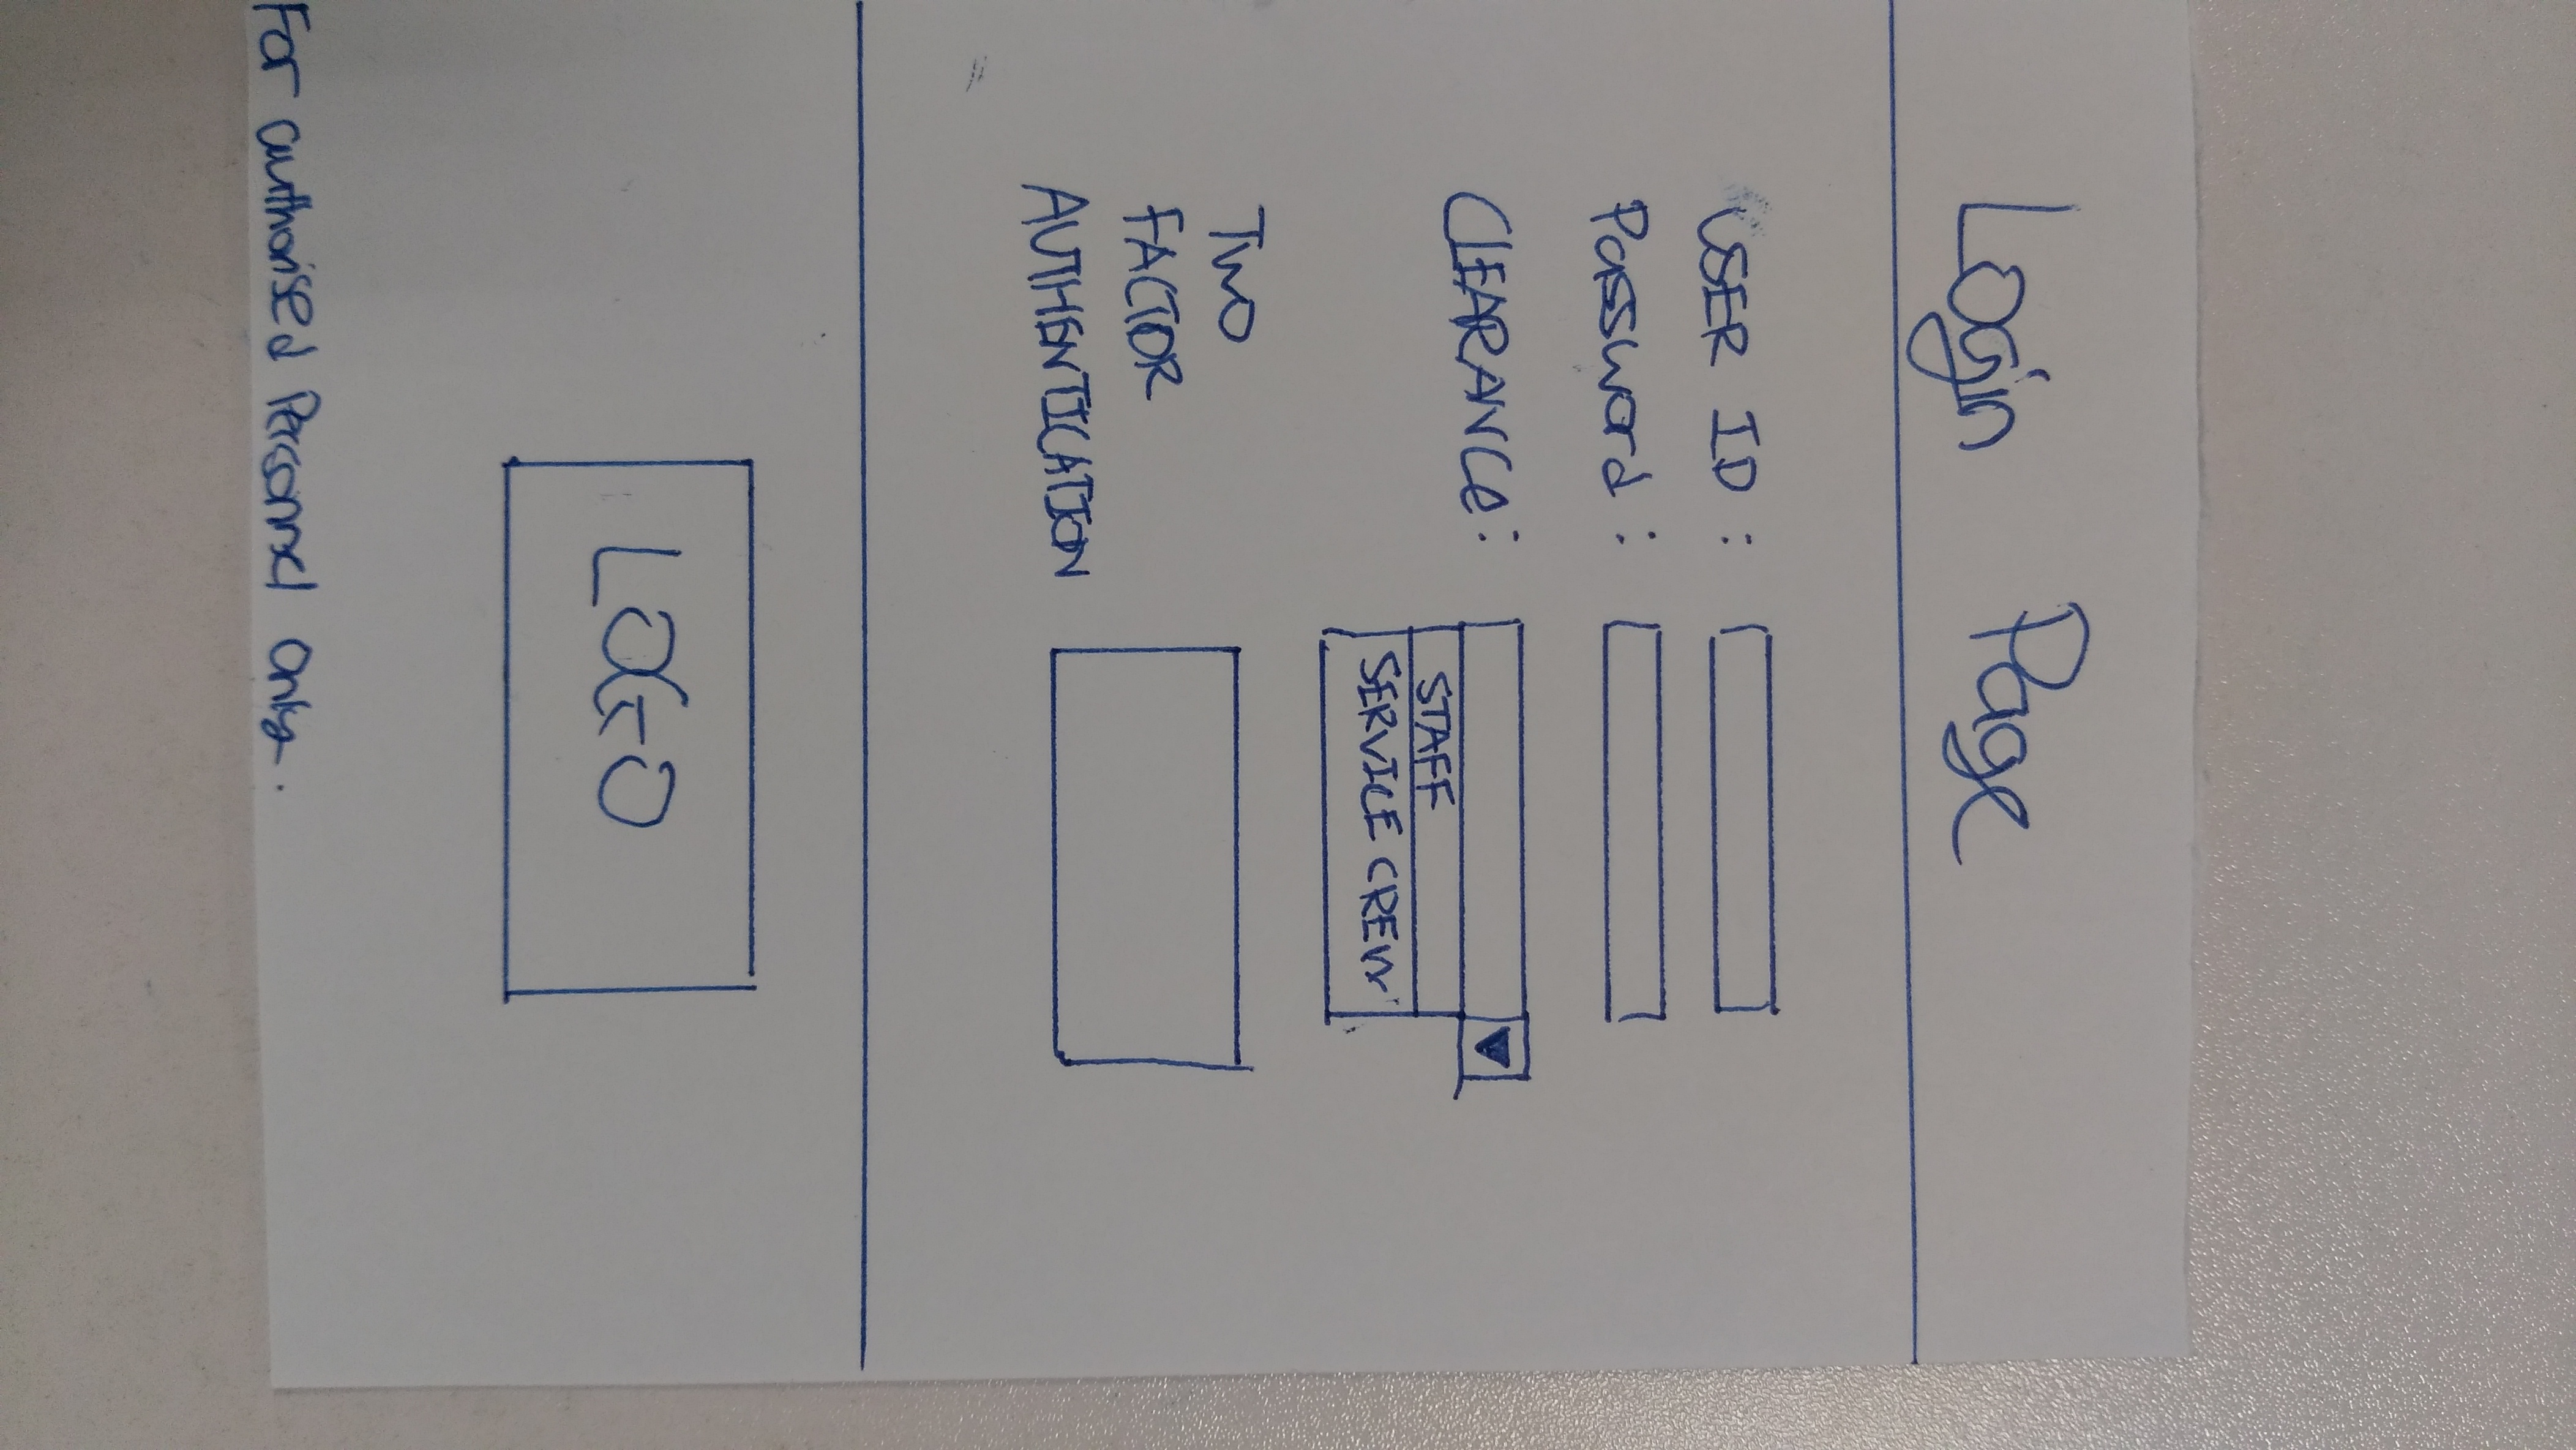 Login Page
USER ID :
Password :
ClEARANCe :
STAFF
SERVICE CREW
Two
FACTOR
AUTHENTICATION
LOGO
For authorised Personnel only.